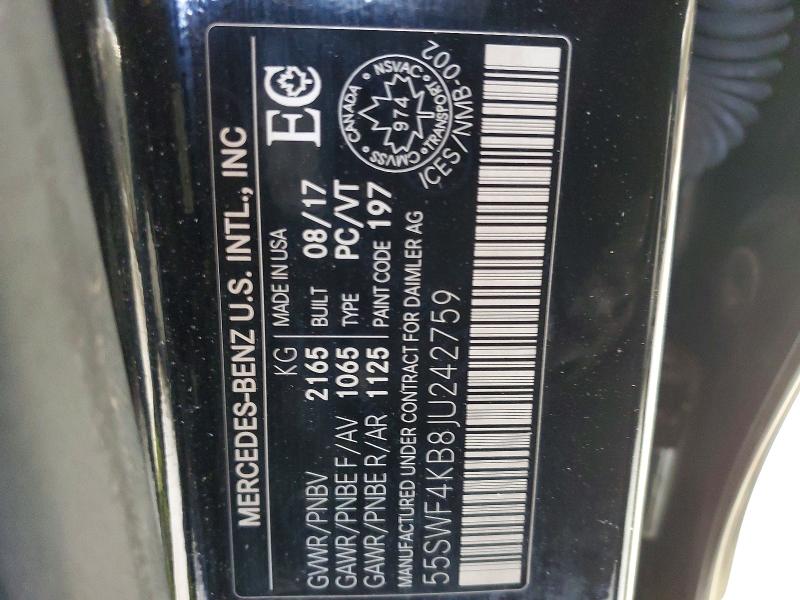 MERCEDES-BENZ U.S. INTL., INC
KG
MADE IN USA
GVWR/PNBV 2165 BUILT 08/17
GAWR/PNBE F/AV 1065 TYPE PC/VT
GAWR/PNBE R/AR 1125 PAINT CODE 197
MANUFACTURED UNDER CONTRACT FOR DAIMLER AG
55SWF4KB8JU242759
EC
CANADA • NSVAC • TRANSPORT • CMVSS
974
ICES/NMB-002